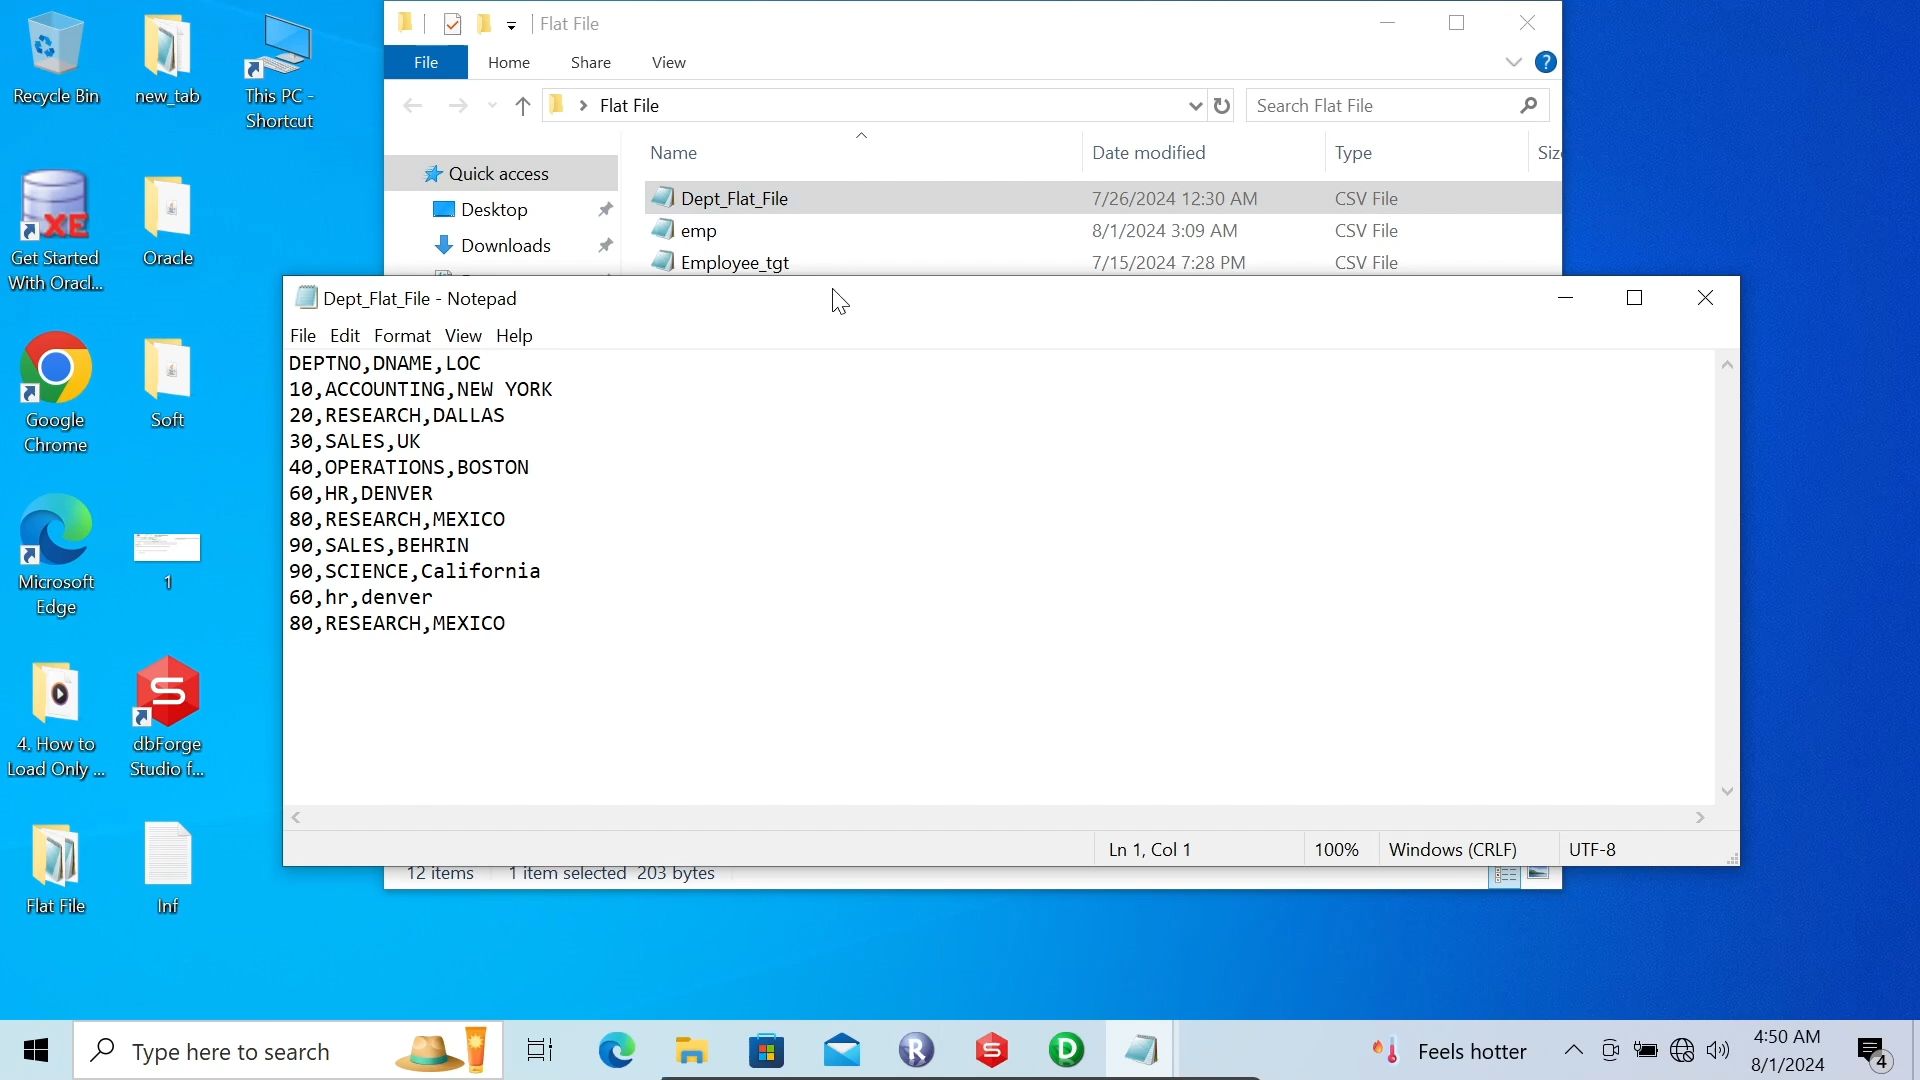 Recycle Bin
new_tab
This PC -
Shortcut
Get Started
With Oracl...
Oracle
Google
Chrome
Soft
Microsoft
Edge
1
4. How to
Load Only ...
dbForge
Studio f...
Flat File
Inf
Flat File
File Home Share View
Flat File
Search Flat File
Name Date modified Type Siz
Quick access
Desktop
Downloads
Dept_Flat_File 7/26/2024 12:30 AM CSV File
emp 8/1/2024 3:09 AM CSV File
Employee_tgt 7/15/2024 7:28 PM CSV File
Dept_Flat_File - Notepad
File Edit Format View Help
DEPTNO,DNAME,LOC
10,ACCOUNTING,NEW YORK
20,RESEARCH,DALLAS
30,SALES,UK
40,OPERATIONS,BOSTON
60,HR,DENVER
80,RESEARCH,MEXICO
90,SALES,BEHRIN
90,SCIENCE,California
60,hr,denver
80,RESEARCH,MEXICO
Ln 1, Col 1 100% Windows (CRLF) UTF-8
12 items 1 item selected 203 bytes
Type here to search
Feels hotter
4:50 AM
8/1/2024
4